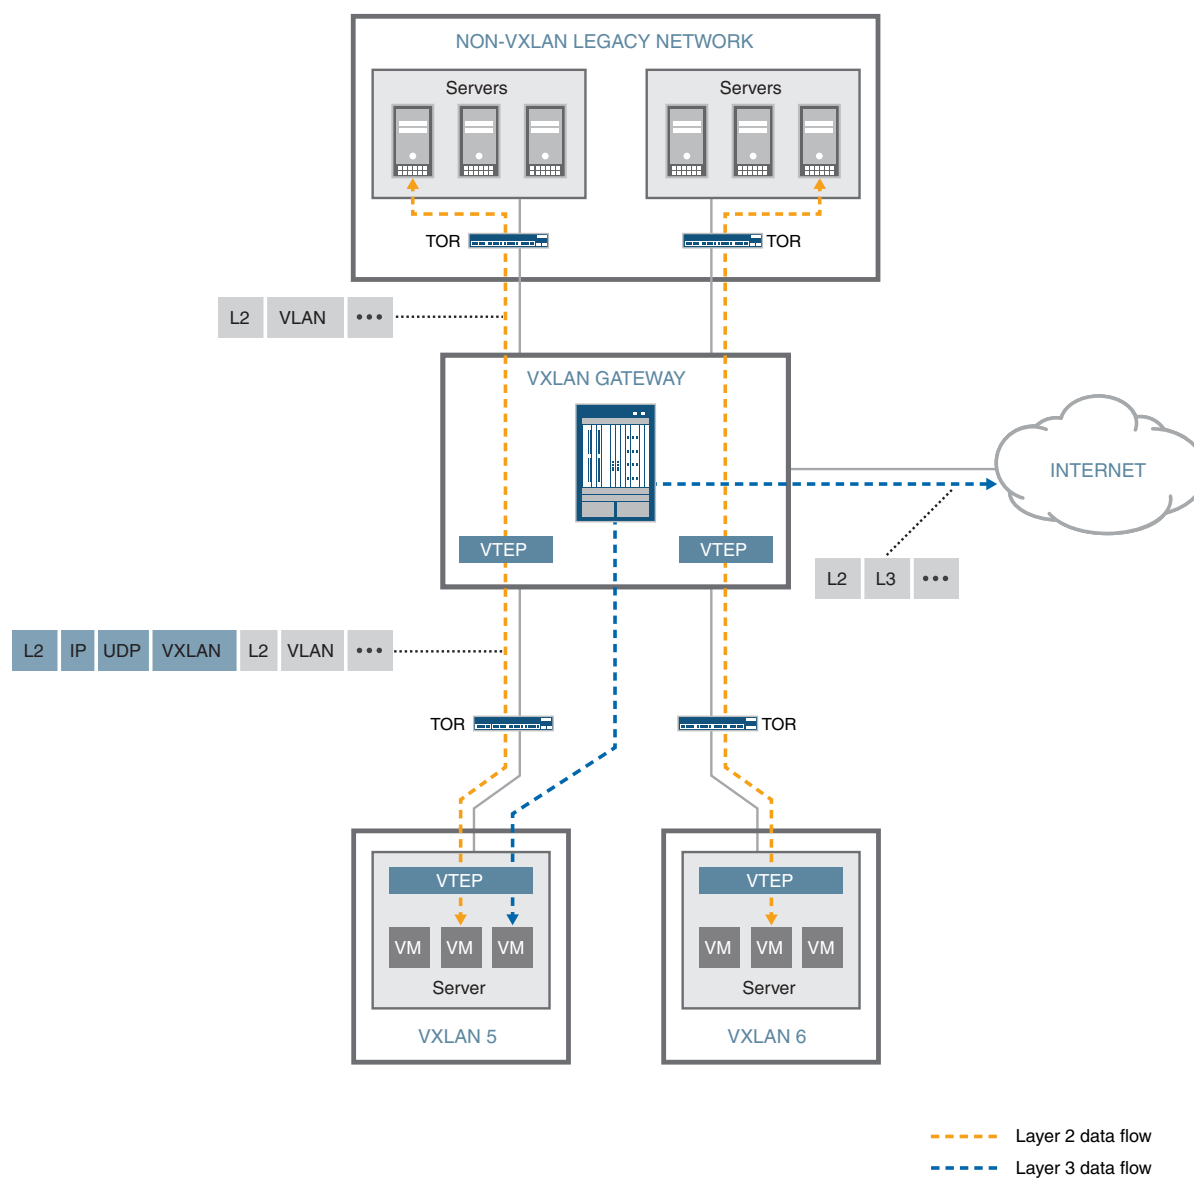 NON-VXLAN LEGACY NETWORK
Servers
Servers
TOR
TOR
L2 VLAN •••
VXLAN GATEWAY
INTERNET
VTEP
VTEP
L2 L3 •••
L2 IP UDP VXLAN L2 VLAN •••
TOR
TOR
VTEP
VTEP
VM VM VM
VM VM VM
Server
Server
VXLAN 5
VXLAN 6
Layer 2 data flow
Layer 3 data flow